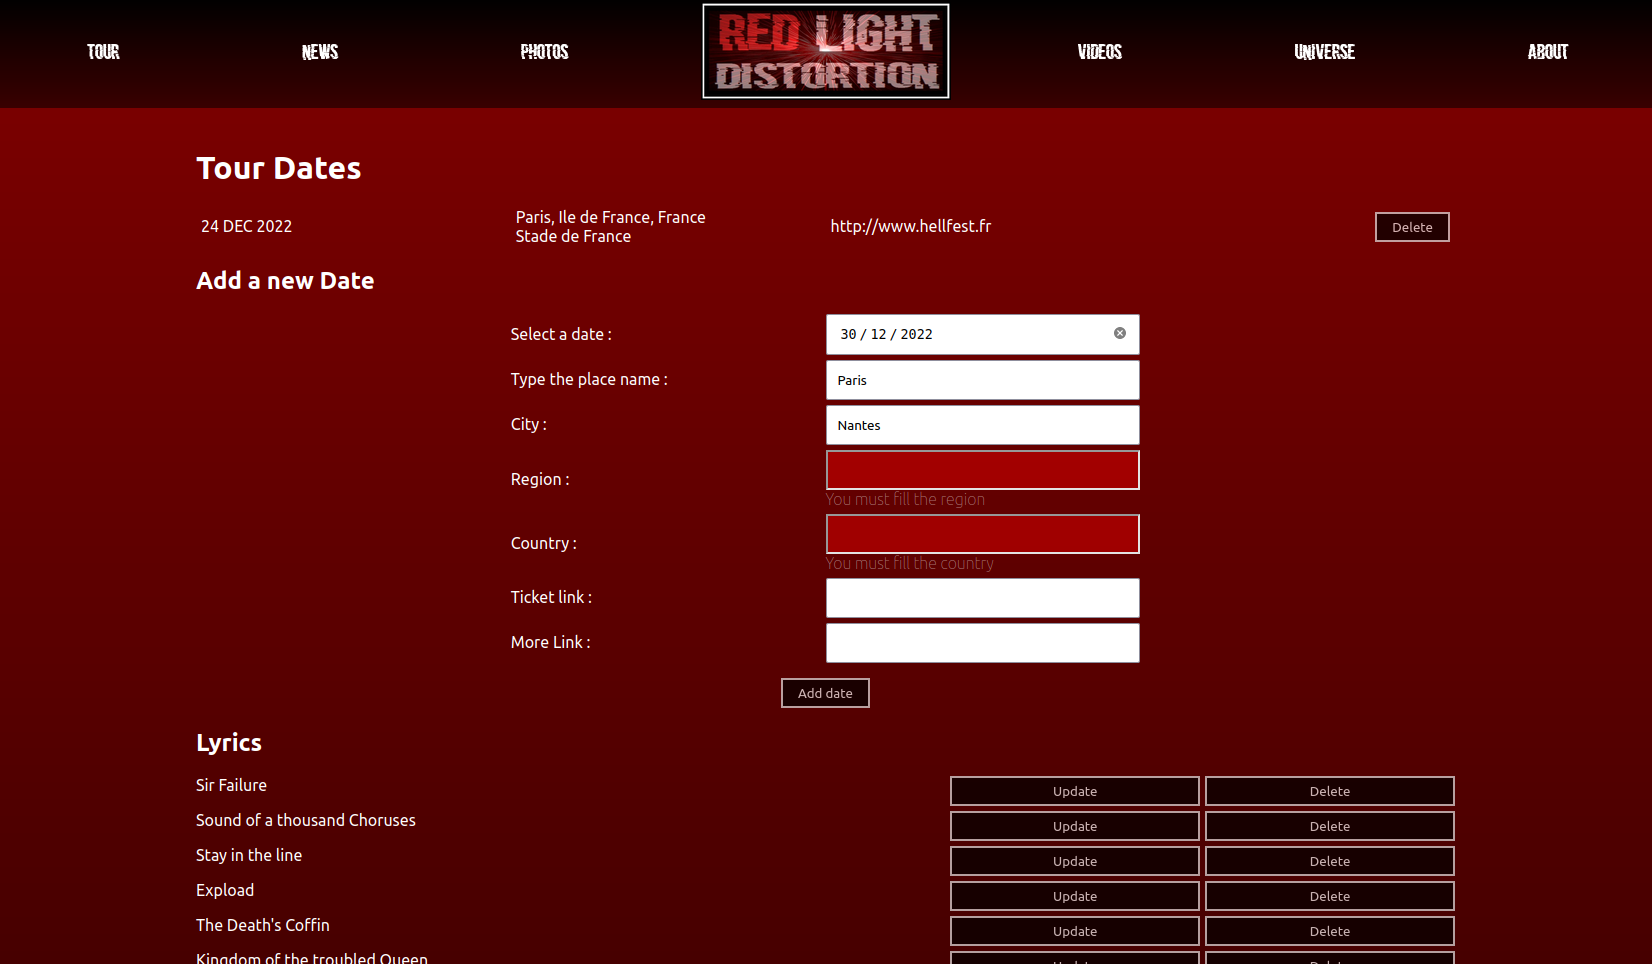 TOUR
NEWS
PHOTOS
RED LIGHT
DISTORTION
VIDEOS
UNIVERSE
ABOUT
Tour Dates
24 DEC 2022
Paris, Ile de France, France
Stade de France
http://www.hellfest.fr
Delete
Add a new Date
Select a date :
30 / 12 / 2022
Type the place name :
Paris
City :
Nantes
Region :
You must fill the region
Country :
You must fill the country
Ticket link :
More Link :
Add date
Lyrics
Sir Failure
Update
Delete
Sound of a thousand Choruses
Update
Delete
Stay in the line
Update
Delete
Expload
Update
Delete
The Death's Coffin
Update
Delete
Kingdom of the troubled Queen
Update
Delete